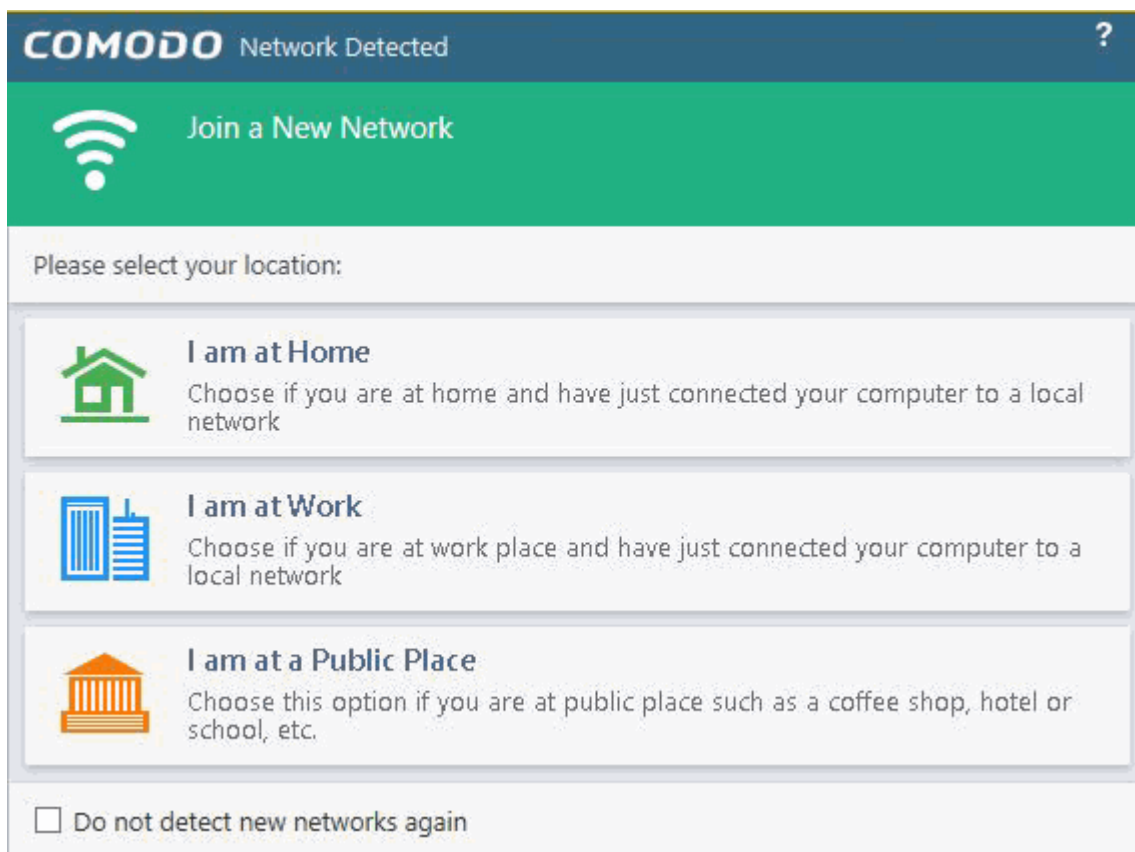 COMODO Network Detected ?
Join a New Network
Please select your location:
I am at Home
Choose if you are at home and have just connected your computer to a local
network
I am at Work
Choose if you are at work place and have just connected your computer to a
local network
I am at a Public Place
Choose this option if you are at public place such as a coffee shop, hotel or
school, etc.
Do not detect new networks again